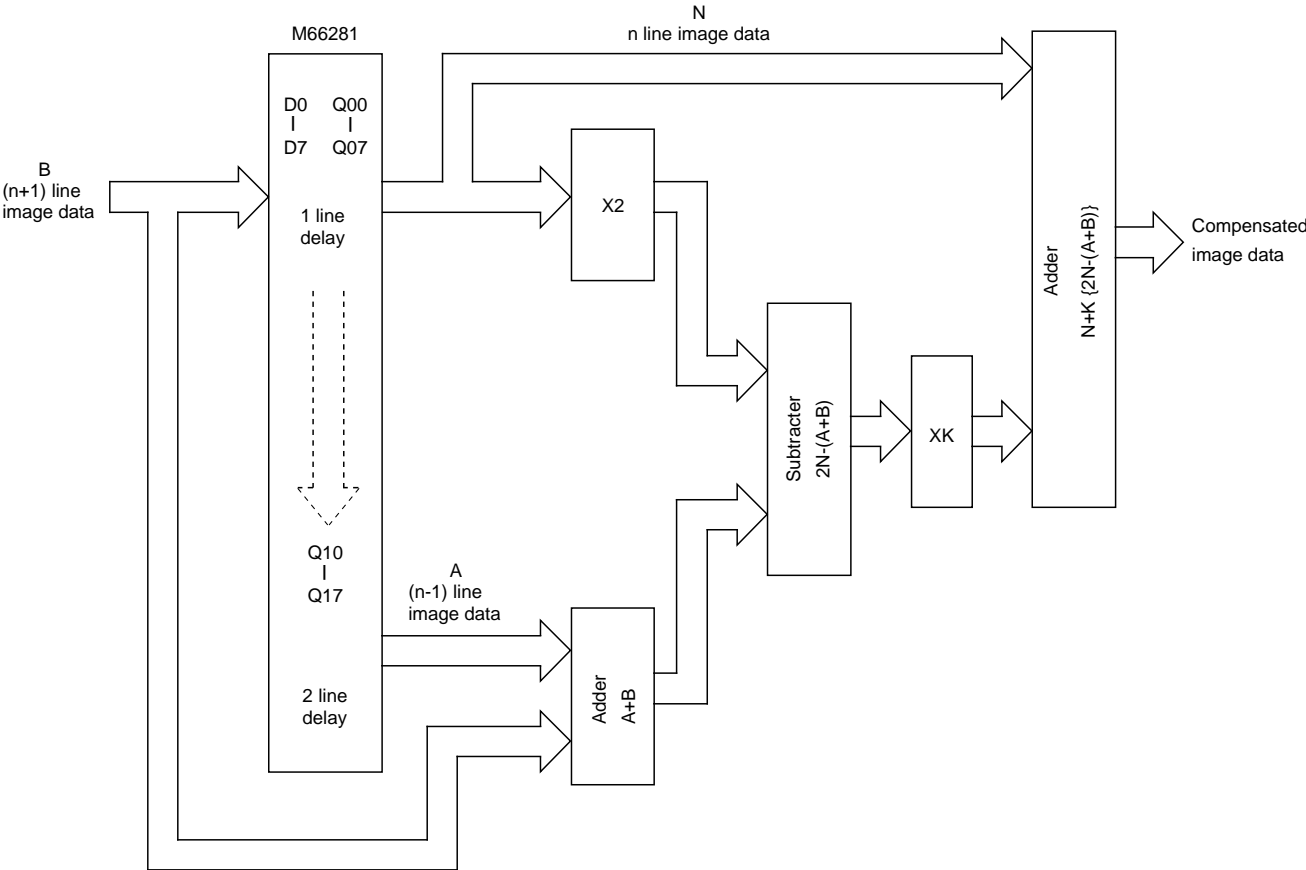 N
n line image data
M66281
D0 Q00
D7 Q07
B
(n+1) line
image data
1 line
delay
X2
Adder
N+K {2N-(A+B)}
Compensated
image data
Subtracter
2N-(A+B)
XK
Q10
Q17
A
(n-1) line
image data
Adder
A+B
2 line
delay